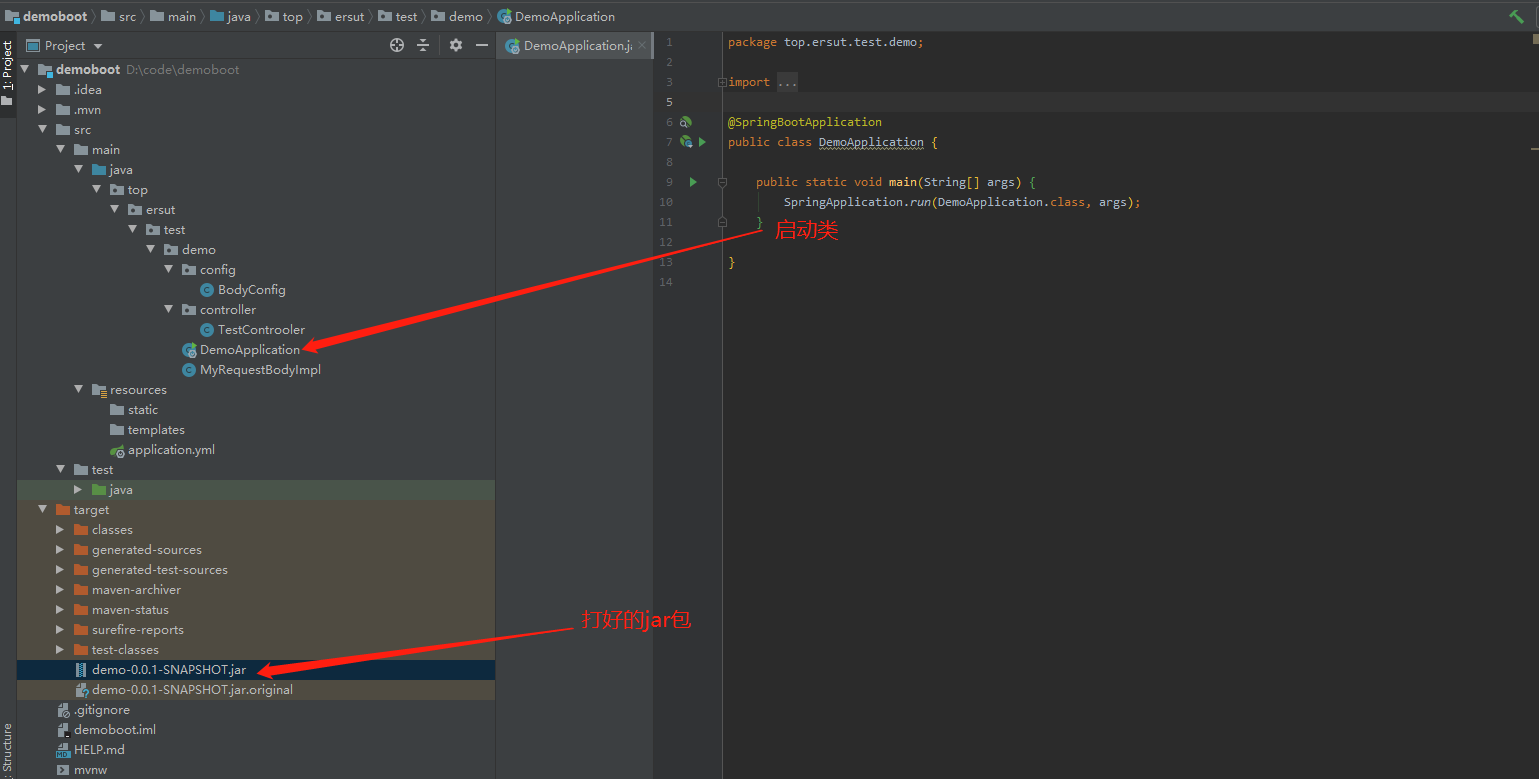 demoboot src main java top ersut test demo DemoApplication
1: Project
Project
DemoApplication.ja
demoboot D:\code\demoboot
.idea
.mvn
src
main
java
top
ersut
test
demo
config
BodyConfig
controller
TestControoler
DemoApplication
MyRequestBodyImpl
resources
static
templates
application.yml
test
java
target
classes
generated-sources
generated-test-sources
maven-archiver
maven-status
surefire-reports
test-classes
demo-0.0.1-SNAPSHOT.jar
demo-0.0.1-SNAPSHOT.jar.original
.gitignore
demoboot.iml
HELP.md
mvnw
Structure
1 package top.ersut.test.demo;
2
3 import ...
5
6 @SpringBootApplication
7 public class DemoApplication {
8
9 public static void main(String[] args) {
10 SpringApplication.run(DemoApplication.class, args);
11 }
12
13 }
14
启动类
打好的jar包